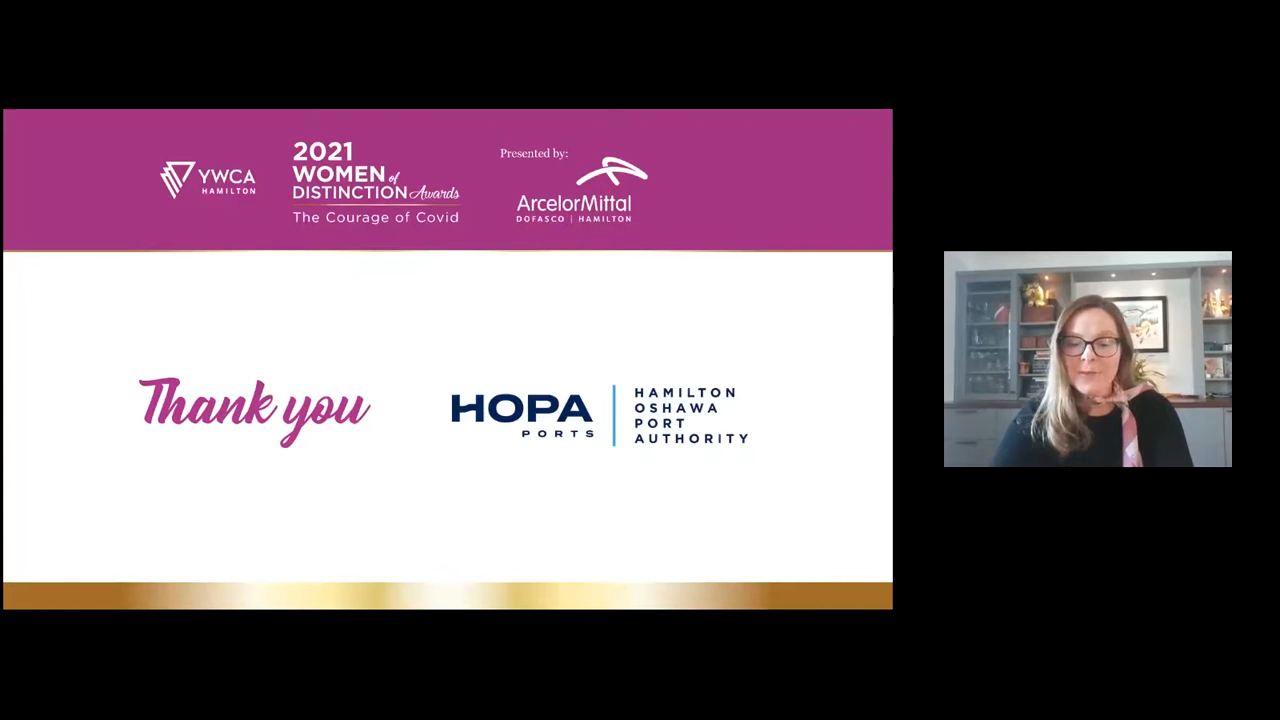 YWCA
HAMILTON
2021
WOMEN of
DISTINCTION Awards
The Courage of Covid
Presented by:
ArcelorMittal
DOFASCO | HAMILTON
Thank you
HOPA
PORTS
HAMILTON
OSHAWA
PORT
AUTHORITY